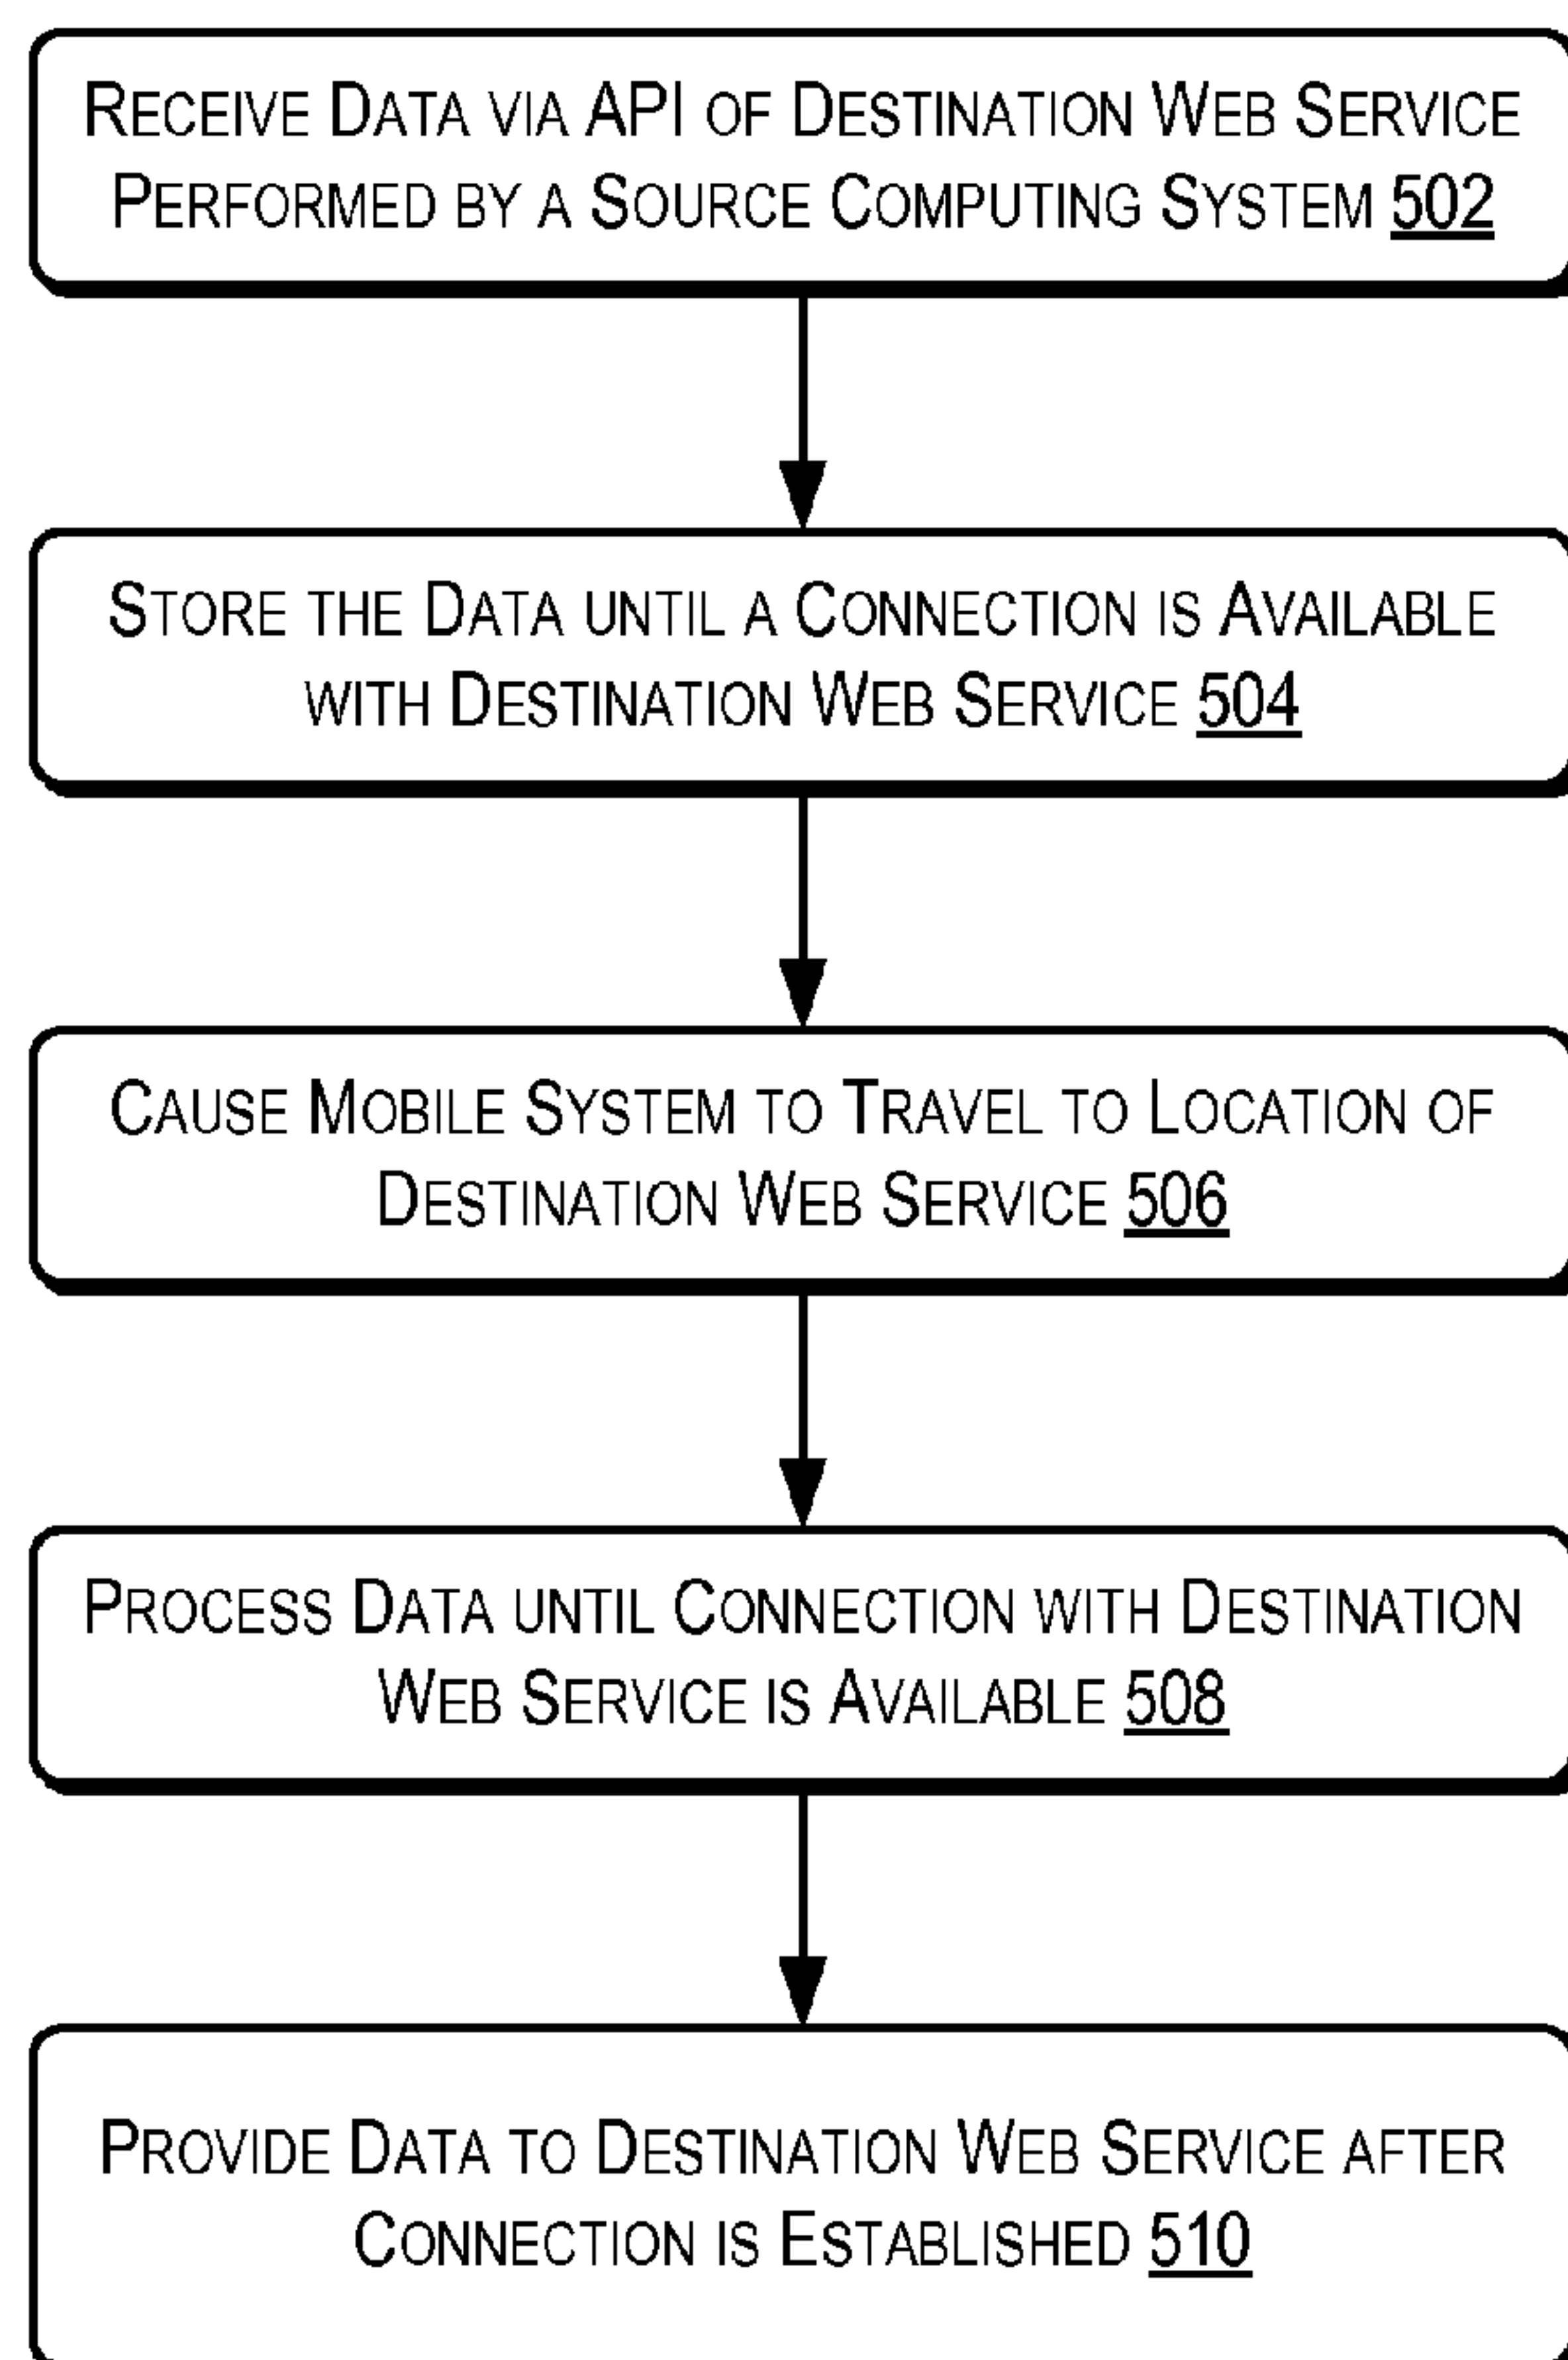 Receive Data via API of Destination Web Service
Performed by a Source Computing System 502
Store the Data until a Connection is Available
with Destination Web Service 504
Cause Mobile System to Travel to Location of
Destination Web Service 506
Process Data until Connection with Destination
Web Service is Available 508
Provide Data to Destination Web Service after
Connection is Established 510